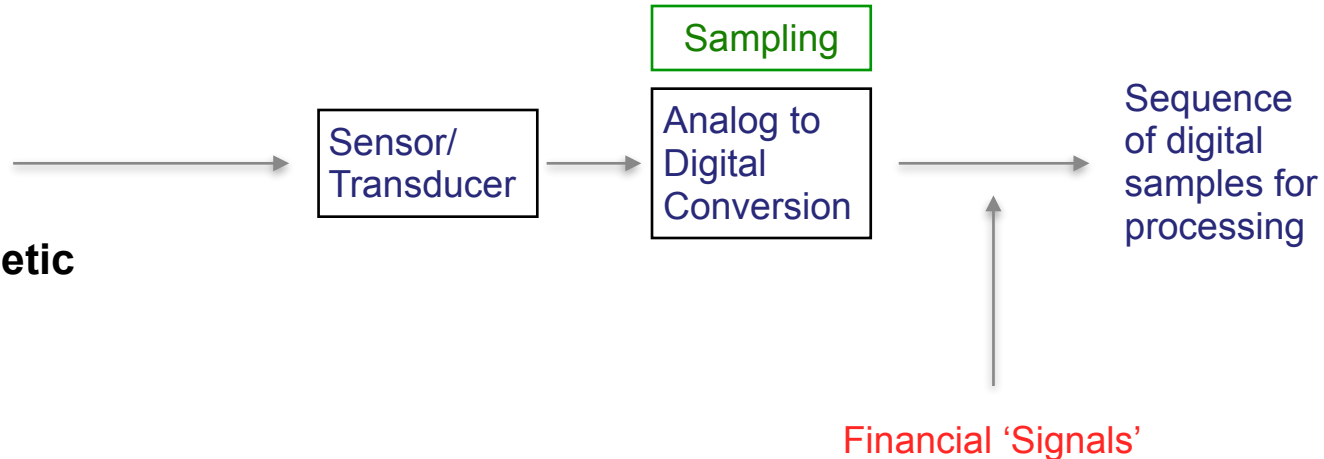 Sampling
Sensor/
Transducer
Analog to
Digital
Conversion
Sequence
of digital
samples for
processing
etic
Financial ‘Signals’